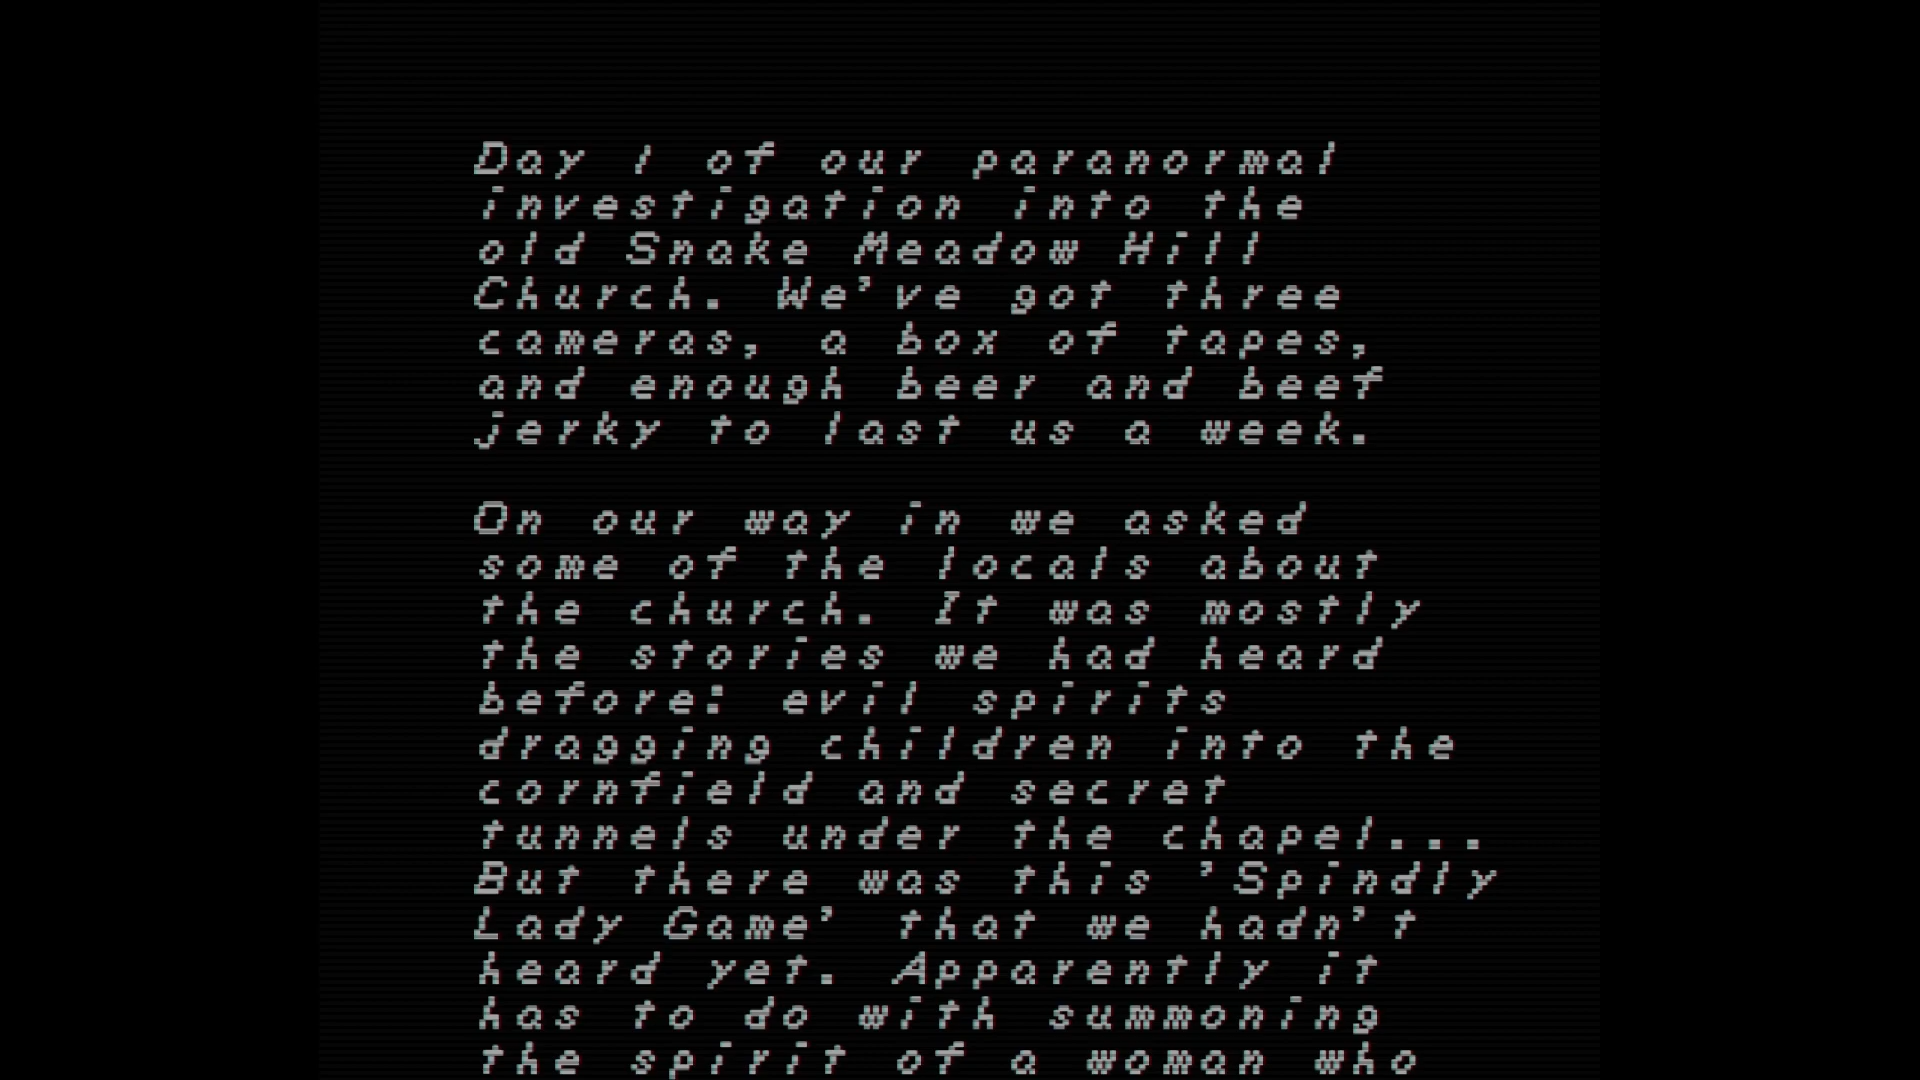 Day 1 of our paranormal
investigation into the
old Snake Meadow Hill
Church. We've got three
cameras, a box of tapes,
and enough beer and beef
jerky to last us a week.

On our way in we asked
some of the locals about
the church. It was mostly
the stories we had heard
before: evil spirits
dragging children into the
cornfield and secret
tunnels under the chapel...
But there was this 'Spindly
Lady Game' that we hadn't
heard yet. Apparently it
has to do with summoning
the spirit of a woman who